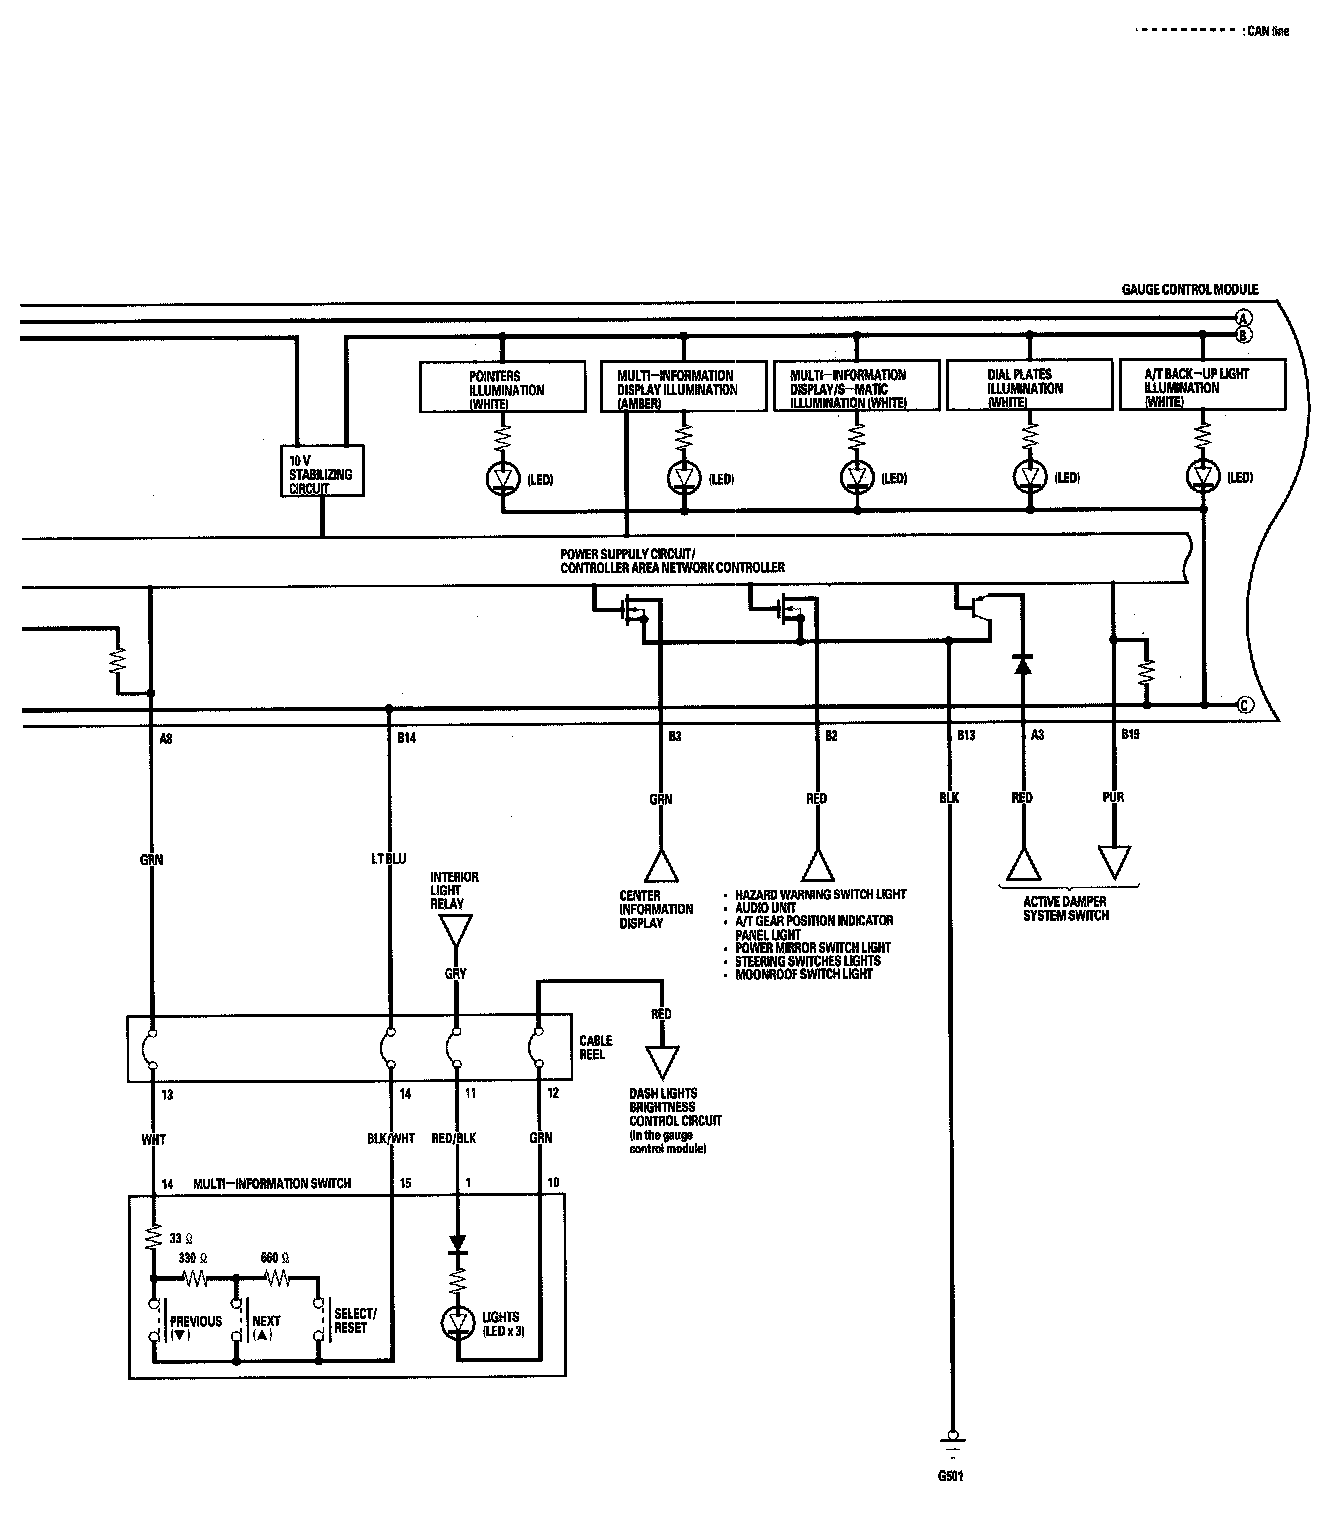 : CAN line
GAUGE CONTROL MODULE
A
B
POINTERS
ILLUMINATION
(WHITE)
MULTI-INFORMATION
DISPLAY ILLUMINATION
(AMBER)
MULTI-INFORMATION
DISPLAY/S-MATIC
ILLUMINATION (WHITE)
DIAL PLATES
ILLUMINATION
(WHITE)
A/T BACK-UP LIGHT
ILLUMINATION
(WHITE)
10 V
STABILIZING
CIRCUIT
(LED)
(LED)
(LED)
(LED)
(LED)
POWER SUPPLY CIRCUIT/
CONTROLLER AREA NETWORK CONTROLLER
C
A8
B14
B3
B2
B13
A3
B19
GRN
RED
BLK
RED
PUR
GRN
LT BLU
INTERIOR
LIGHT
RELAY
CENTER
INFORMATION
DISPLAY
• HAZARD WARNING SWITCH LIGHT
• AUDIO UNIT
• A/T GEAR POSITION INDICATOR
PANEL LIGHT
• POWER MIRROR SWITCH LIGHT
• STEERING SWITCHES LIGHTS
• MOONROOF SWITCH LIGHT
ACTIVE DAMPER
SYSTEM SWITCH
GRY
RED
CABLE
REEL
13
14
11
12
DASH LIGHTS
BRIGHTNESS
CONTROL CIRCUIT
(In the gauge
control module)
WHT
BLK/WHT
RED/BLK
GRN
14
MULTI-INFORMATION SWITCH
15
1
10
33 Ω
330 Ω
660 Ω
PREVIOUS
(▼)
NEXT
(▲)
SELECT/
RESET
LIGHTS
(LED x 3)
G501